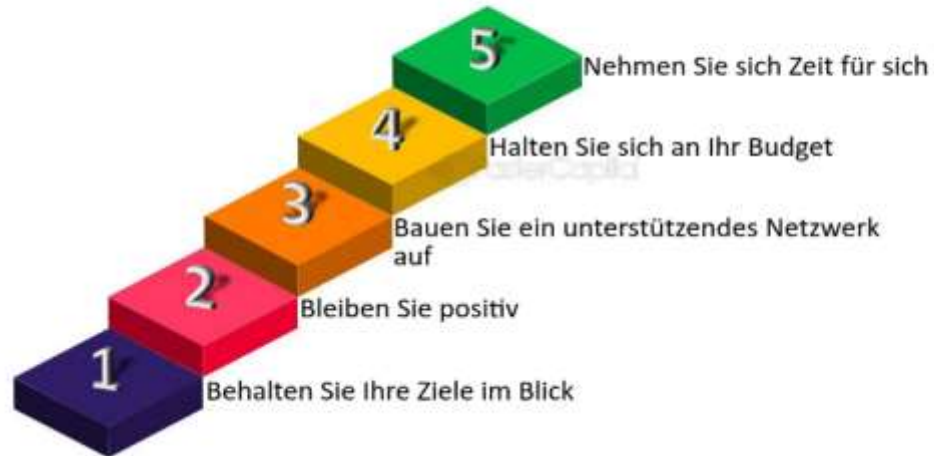 5
Nehmen Sie sich Zeit für sich
4
Halten Sie sich an Ihr Budget
3
Bauen Sie ein unterstützendes Netzwerk
auf
2
Bleiben Sie positiv
1
Behalten Sie Ihre Ziele im Blick